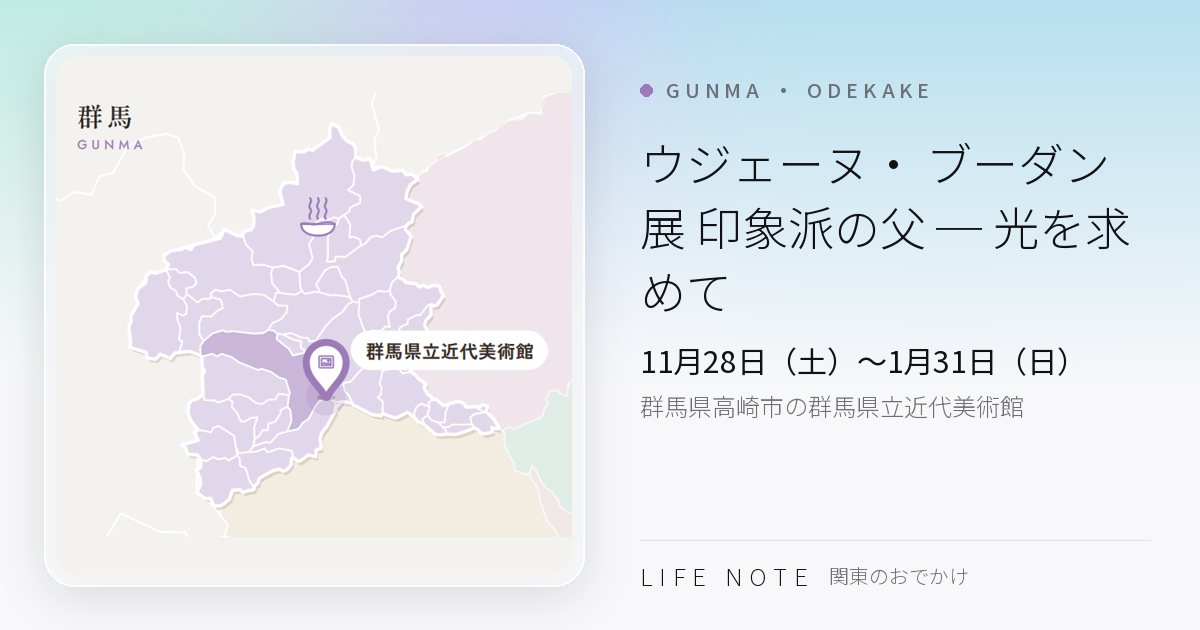 群馬
GUNMA
群馬県立近代美術館
GUNMA ・ ODEKAKE
ウジェーヌ・ ブーダン
展 印象派の父 ― 光を求
めて
11月28日（土）〜1月31日（日）
群馬県高崎市の群馬県立近代美術館
LIFE NOTE 関東のおでかけ